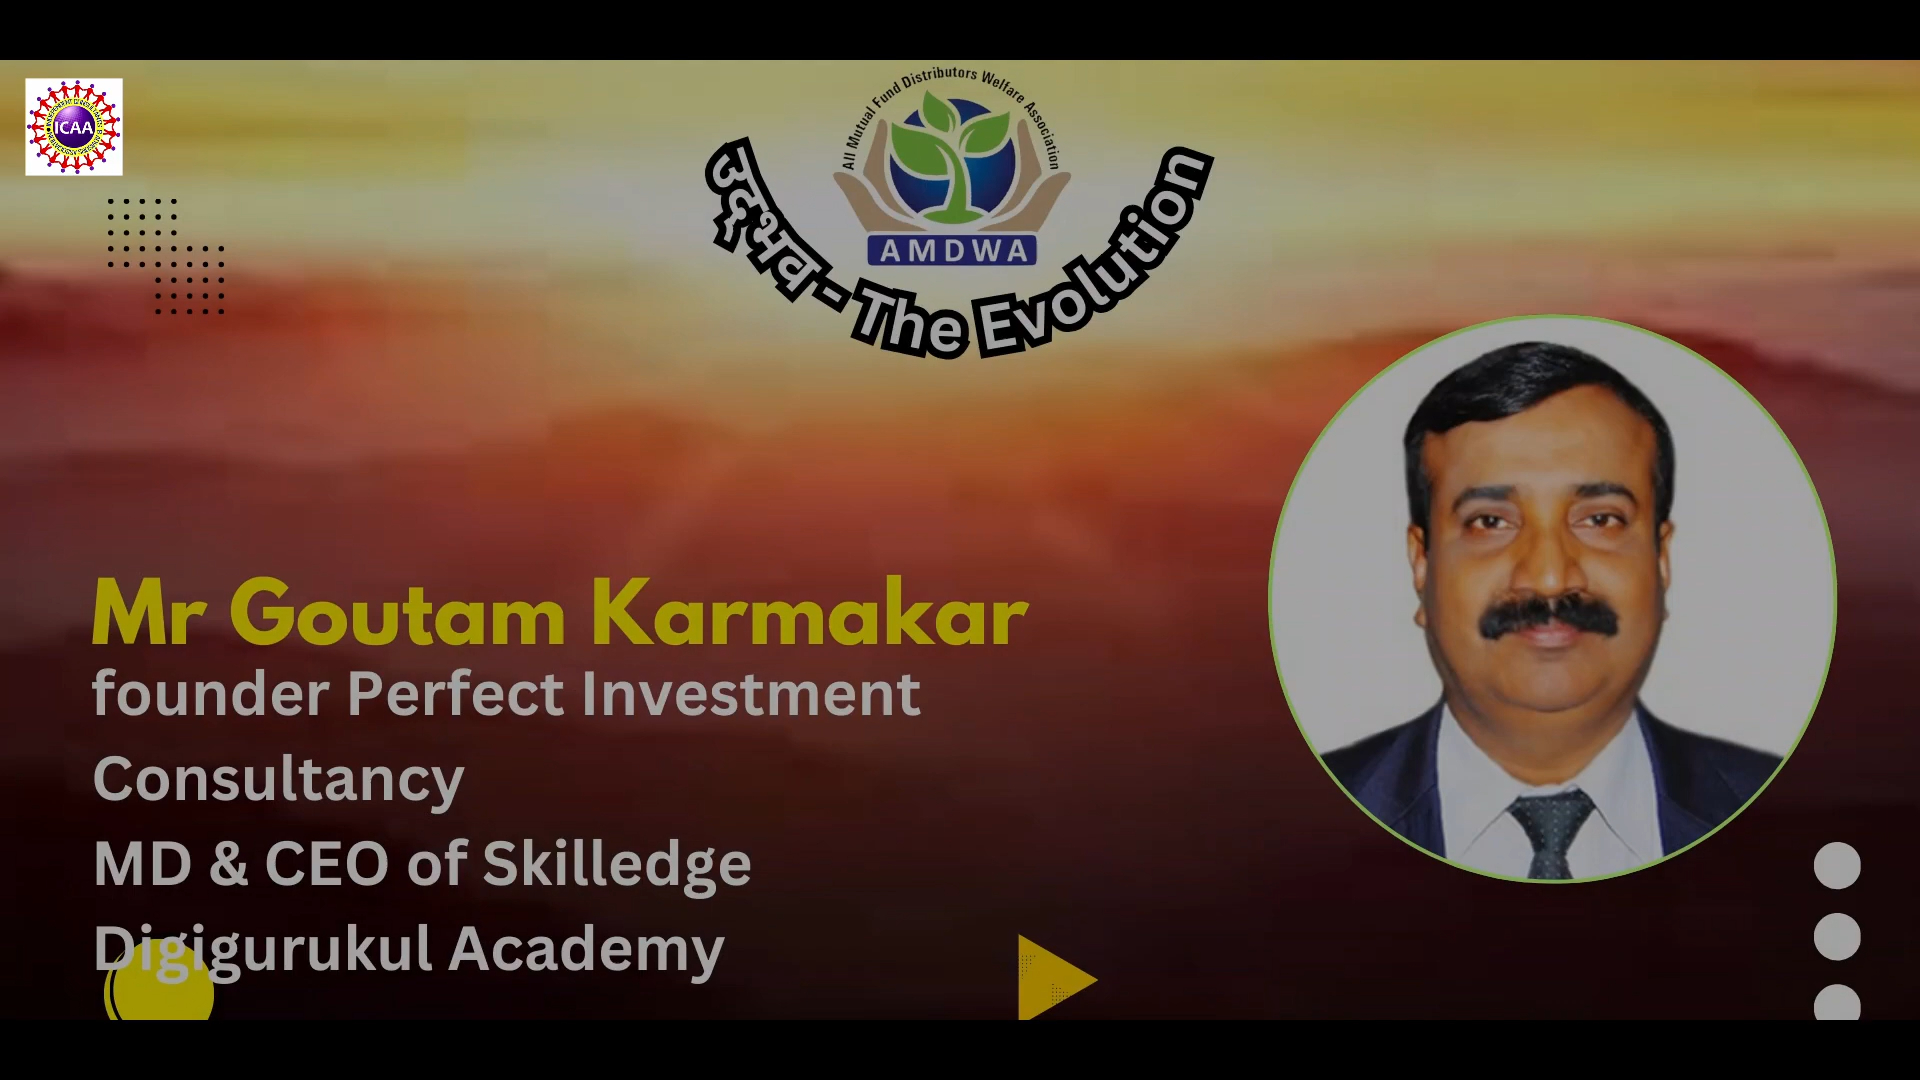 ICAA
All Mutual Fund Distributors Welfare Association
AMDWA
उद्भव - The Evolution
Mr Goutam Karmakar
founder Perfect Investment
Consultancy
MD & CEO of Skilledge
Digigurukul Academy